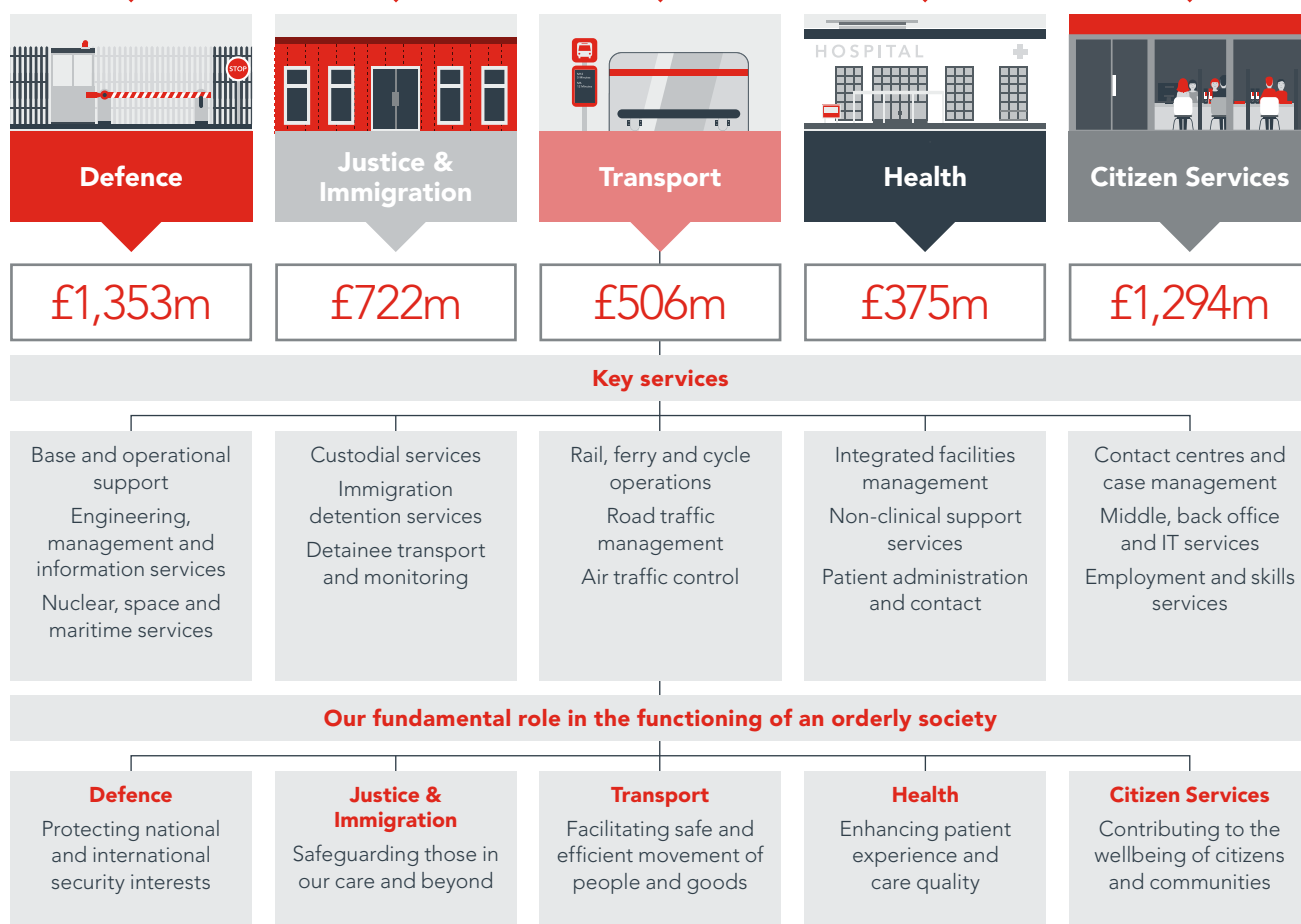 STOP
HOSPITAL
Defence
Justice &
Immigration
Transport
Health
Citizen Services
£1,353m
£722m
£506m
£375m
£1,294m
Key services
Base and operational
support
Engineering,
management and
information services
Nuclear, space and
maritime services
Custodial services
Immigration
detention services
Detainee transport
and monitoring
Rail, ferry and cycle
operations
Road traffic
management
Air traffic control
Integrated facilities
management
Non-clinical support
services
Patient administration
and contact
Contact centres and
case management
Middle, back office
and IT services
Employment and skills
services
Our fundamental role in the functioning of an orderly society
Defence
Protecting national
and international
security interests
Justice &
Immigration
Safeguarding those in
our care and beyond
Transport
Facilitating safe and
efficient movement of
people and goods
Health
Enhancing patient
experience and
care quality
Citizen Services
Contributing to the
wellbeing of citizens
and communities